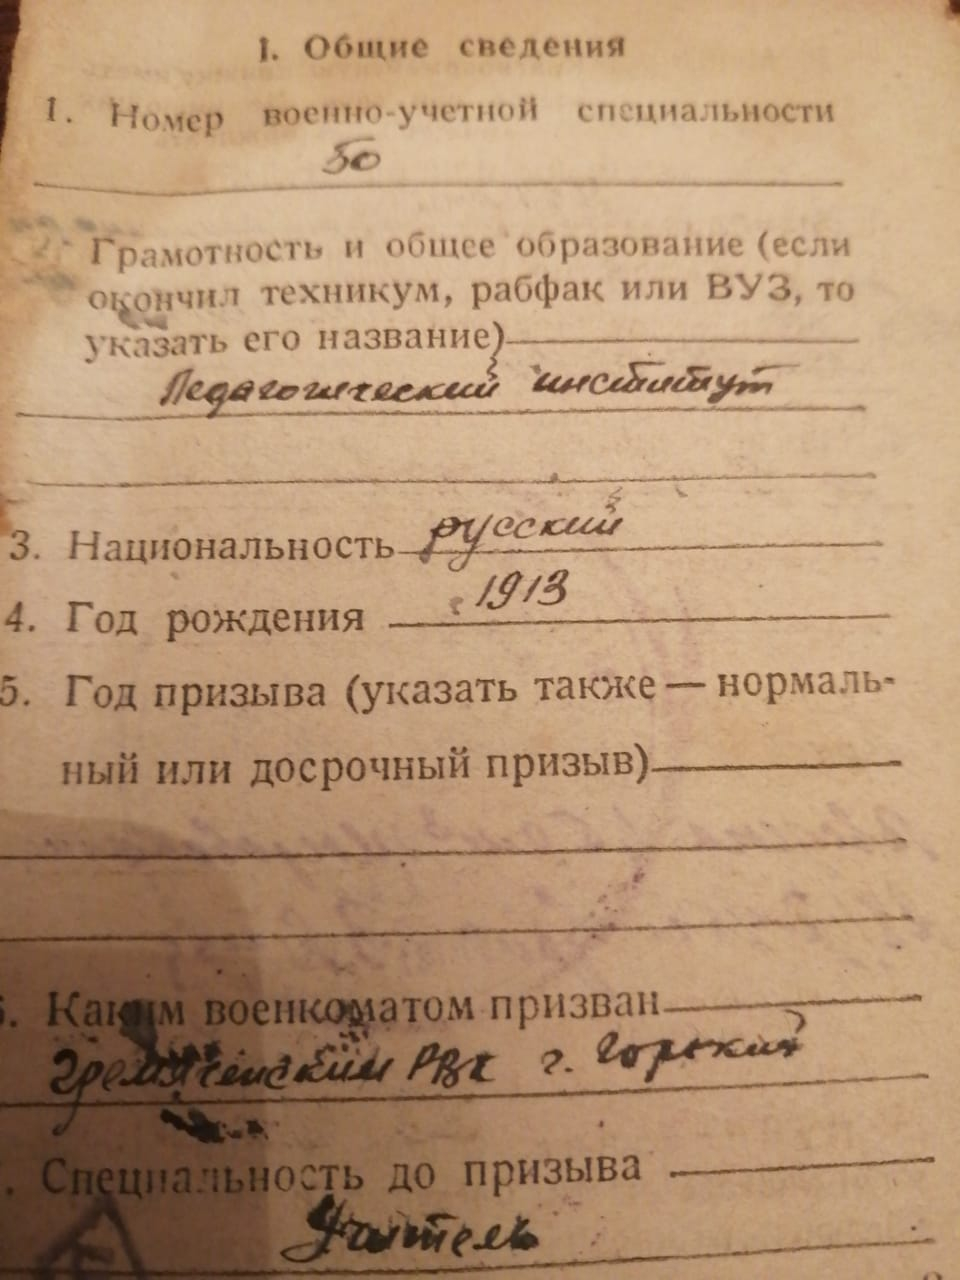 I. Общие сведения
1. Номер военно-учетной специальности
50
Грамотность и общее образование (если
окончил техникум, рабфак или ВУЗ, то
указать его название)
Педагогический институт
3. Национальность русский
4. Год рождения 1913
5. Год призыва (указать также — нормаль-
ный или досрочный призыв)
6. Каким военкоматом призван
РВК г. Горький
Специальность до призыва
Учитель